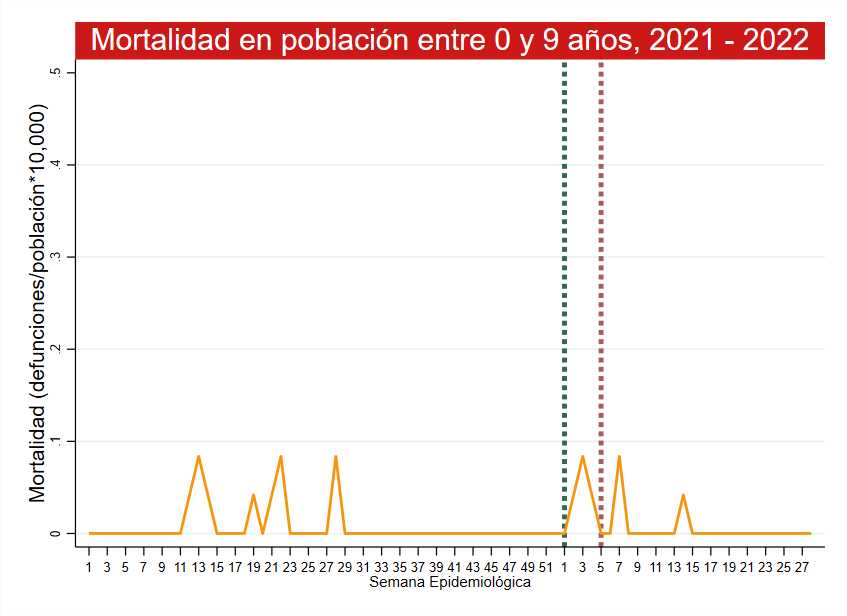 Mortalidad en población entre 0 y 9 años, 2021 - 2022
Mortalidad (defunciones/población*10,000)
.5
.4
.3
.2
.1
0
1 3 5 7 9 11 13 15 17 19 21 23 25 27 29 31 33 35 37 39 41 43 45 47 49 51 1 3 5 7 9 11 13 15 17 19 21 23 25 27
Semana Epidemiológica